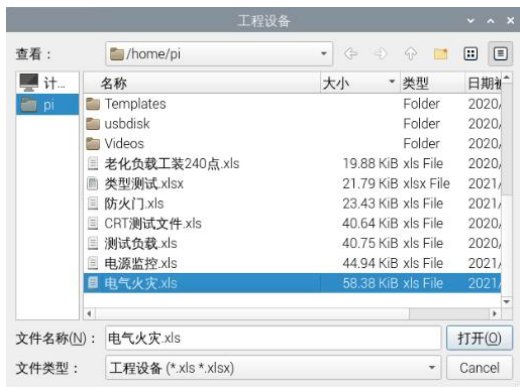 工程设备
查看： /home/pi
计... 名称 大小 类型 日期被
pi Templates Folder 2020/
usbdisk Folder 2020/
Videos Folder 2020/
老化负载工装240点.xls 19.88 KiB xls File 2020/
类型测试.xlsx 21.79 KiB xlsx File 2021/
防火门.xls 23.43 KiB xls File 2021/
CRT测试文件.xls 40.64 KiB xls File 2020/
测试负载.xls 40.75 KiB xls File 2020/
电源监控.xls 44.94 KiB xls File 2021/
电气火灾.xls 58.38 KiB xls File 2021/
文件名称(N)： 电气火灾.xls 打开(O)
文件类型： 工程设备 (*.xls *.xlsx) Cancel